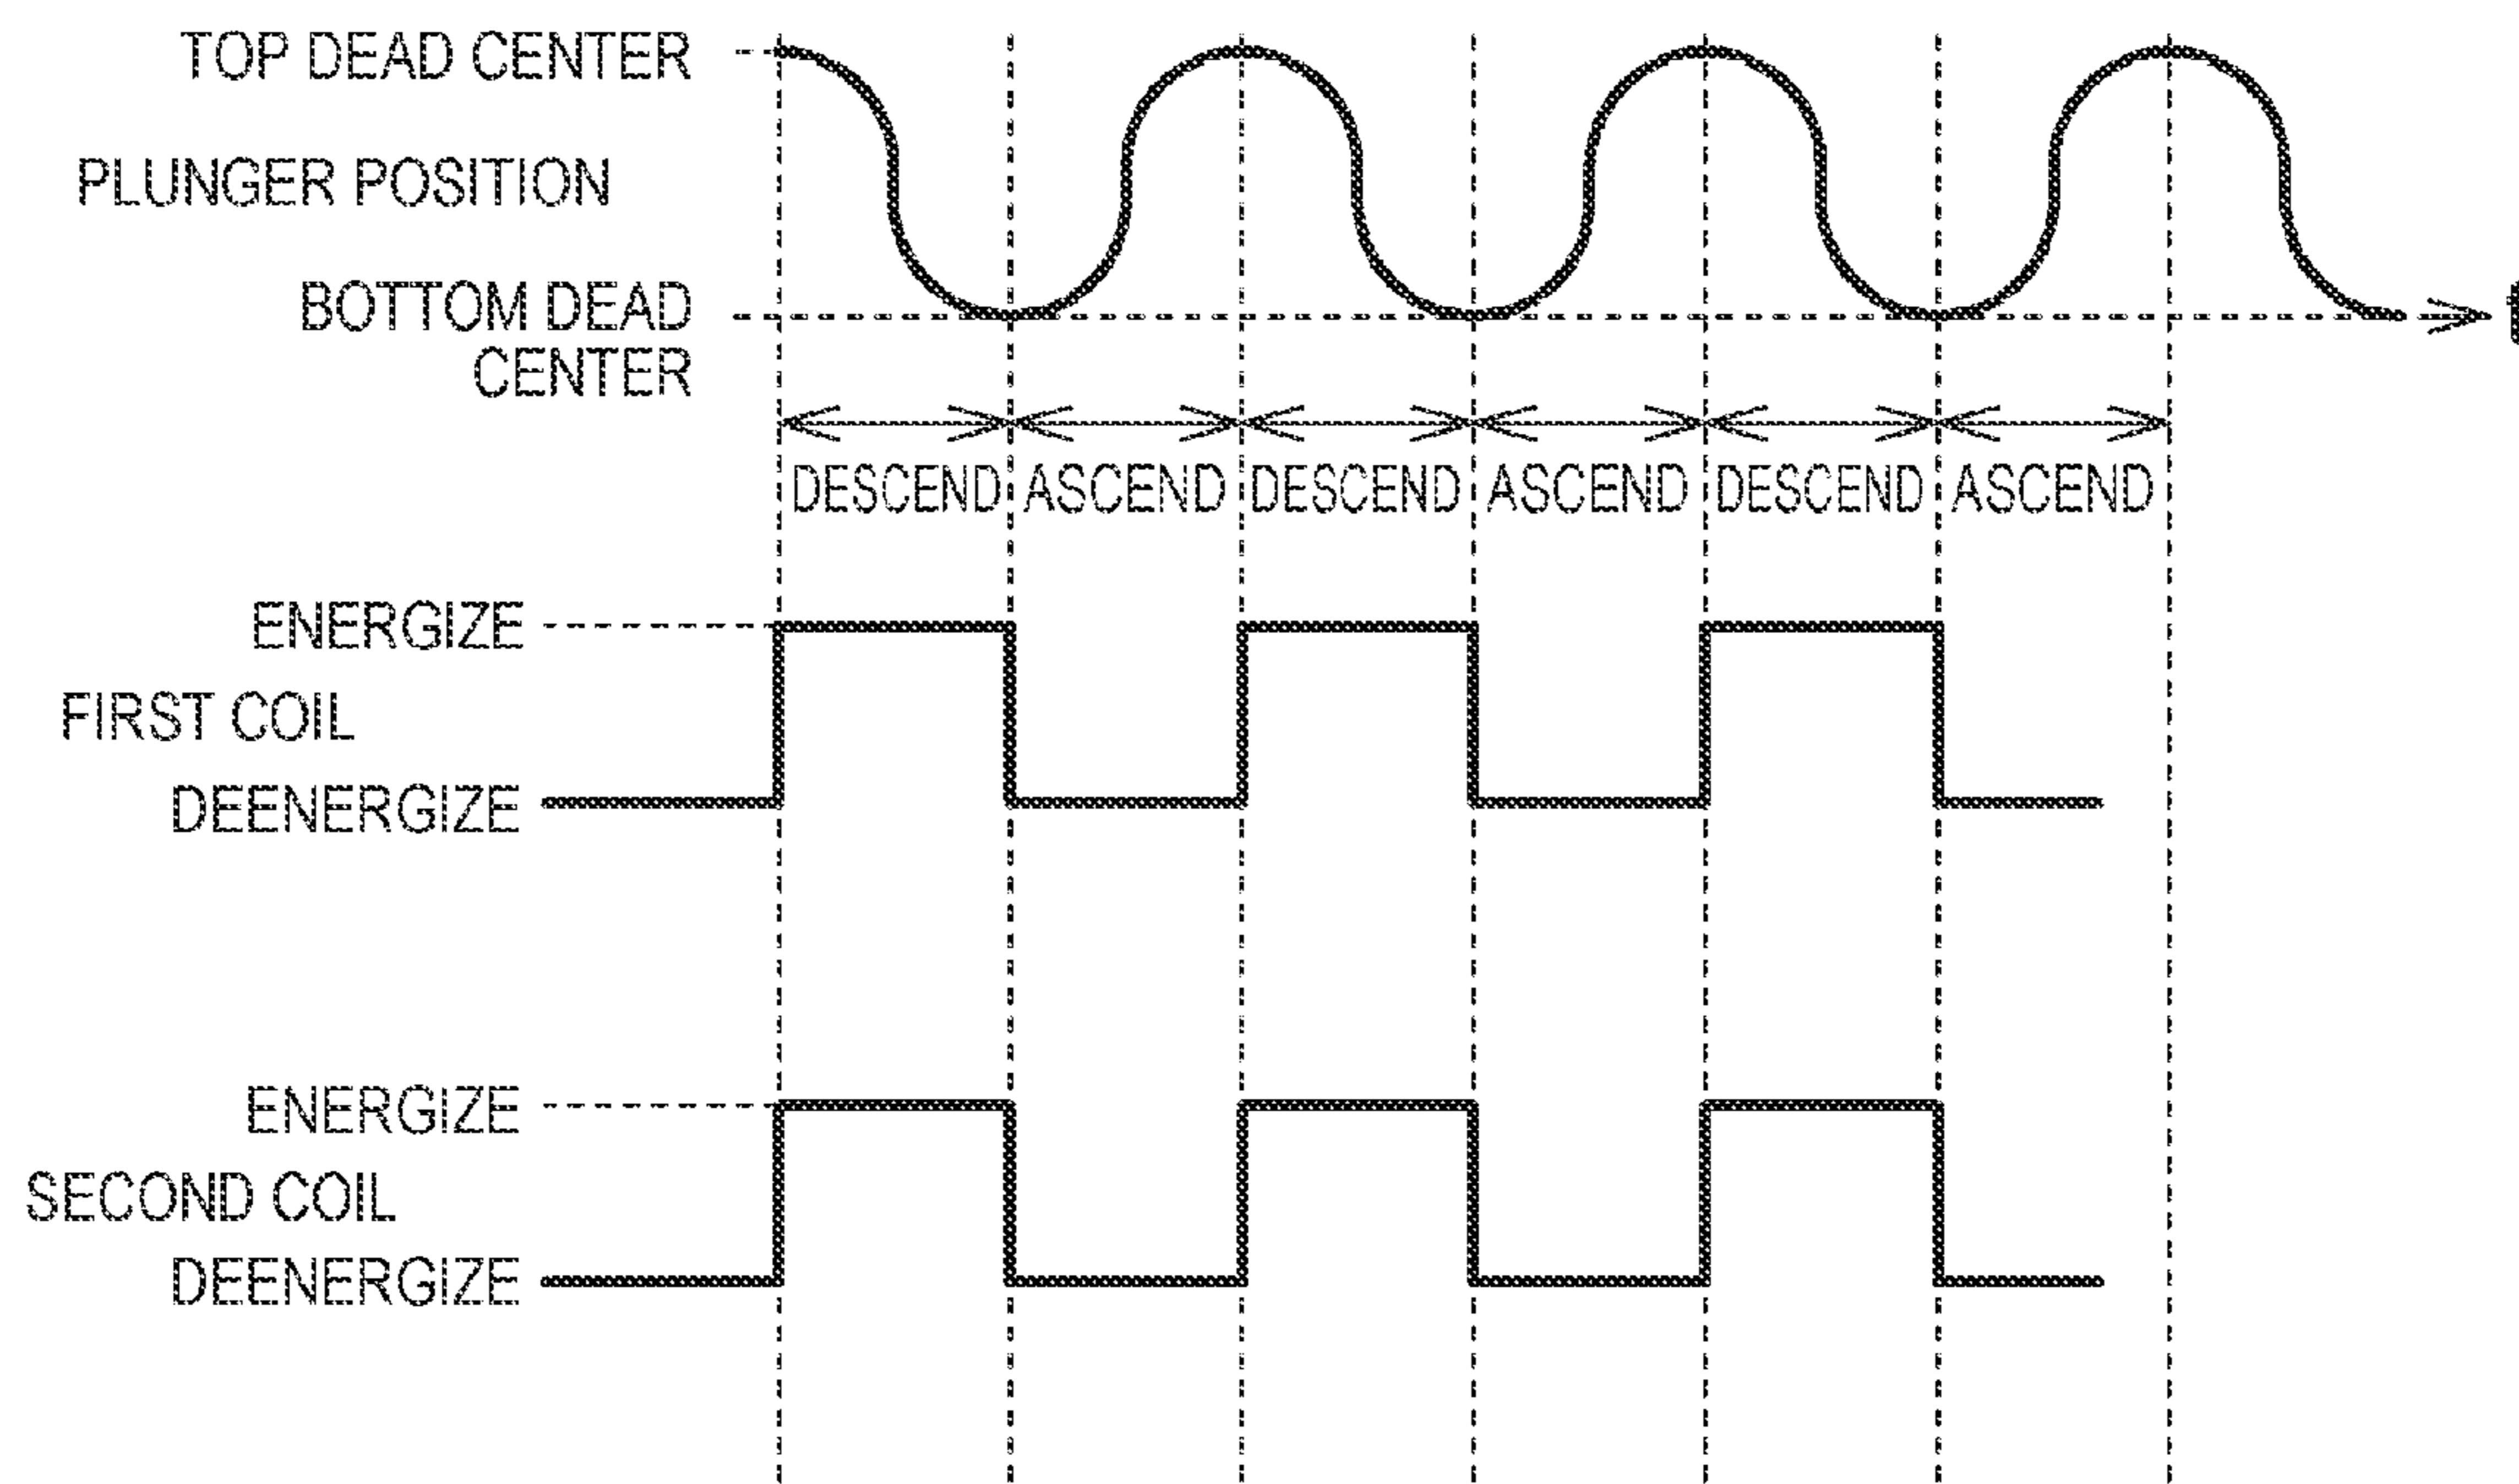 TOP DEAD CENTER
PLUNGER POSITION
BOTTOM DEAD
CENTER
t
DESCEND ASCEND DESCEND ASCEND DESCEND ASCEND
ENERGIZE
FIRST COIL
DEENERGIZE
ENERGIZE
SECOND COIL
DEENERGIZE